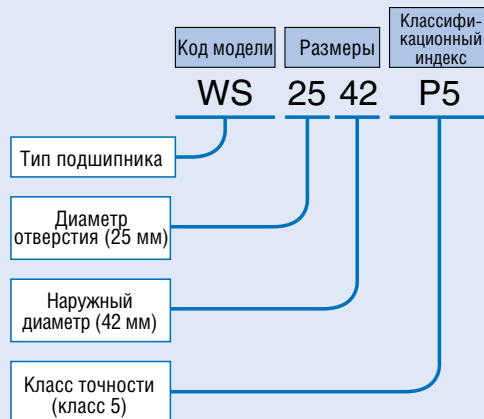 Код модели
Размеры
Классифи-
кационный
индекс
WS 25 42 P5
Тип подшипника
Диаметр
отверстия (25 мм)
Наружный
диаметр (42 мм)
Класс точности
(класс 5)